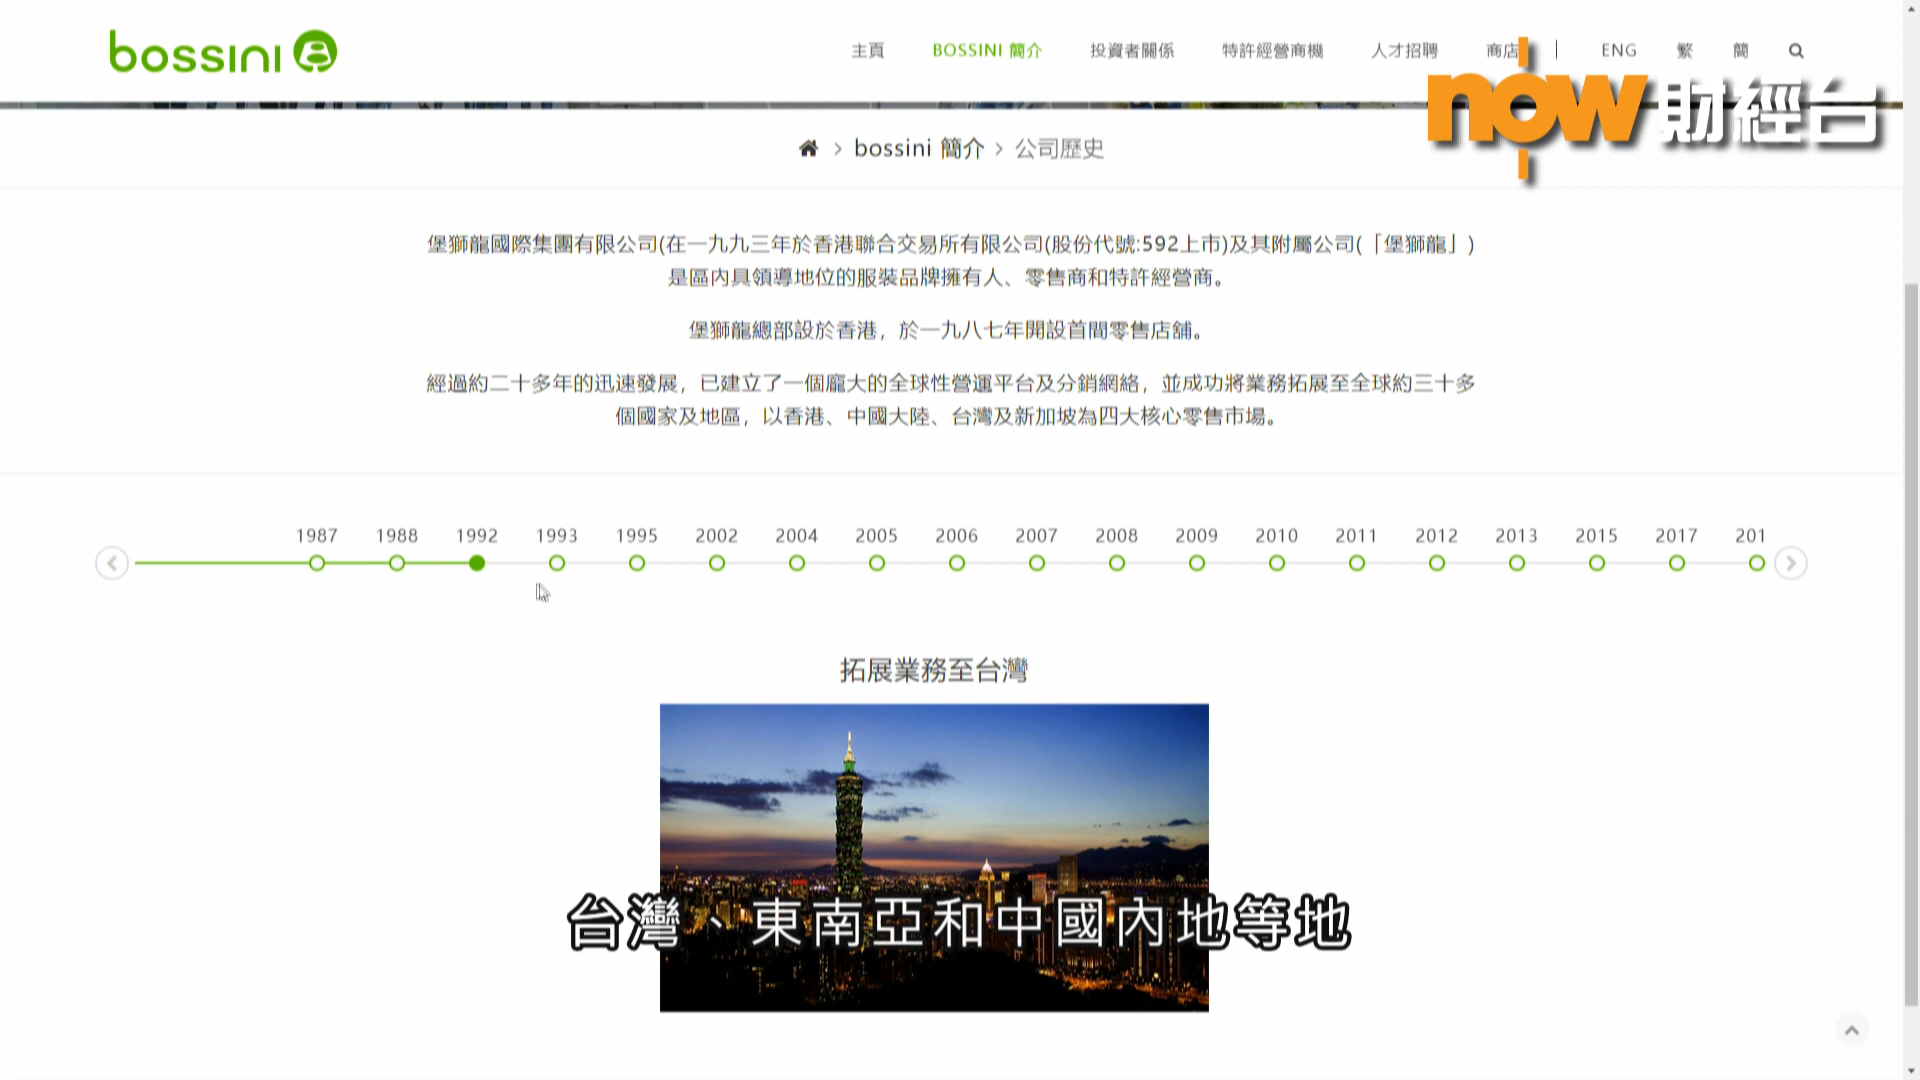 bossini
主頁 BOSSINI 簡介 投資者關係 特許經營商機 人才招聘 商店 ENG 繁 簡
now 財經台
bossini 簡介 > 公司歷史
堡獅龍國際集團有限公司(在一九九三年於香港聯合交易所有限公司(股份代號:592上市)及其附屬公司(「堡獅龍」)
是區內具領導地位的服裝品牌擁有人、零售商和特許經營商。
堡獅龍總部設於香港，於一九八七年開設首間零售店舖。
經過約二十多年的迅速發展，已建立了一個龐大的全球性營運平台及分銷網絡，並成功將業務拓展至全球約三十多
個國家及地區，以香港、中國大陸、台灣及新加坡為四大核心零售市場。
1987 1988 1992 1993 1995 2002 2004 2005 2006 2007 2008 2009 2010 2011 2012 2013 2015 2017 201
拓展業務至台灣
台灣、東南亞和中國內地等地